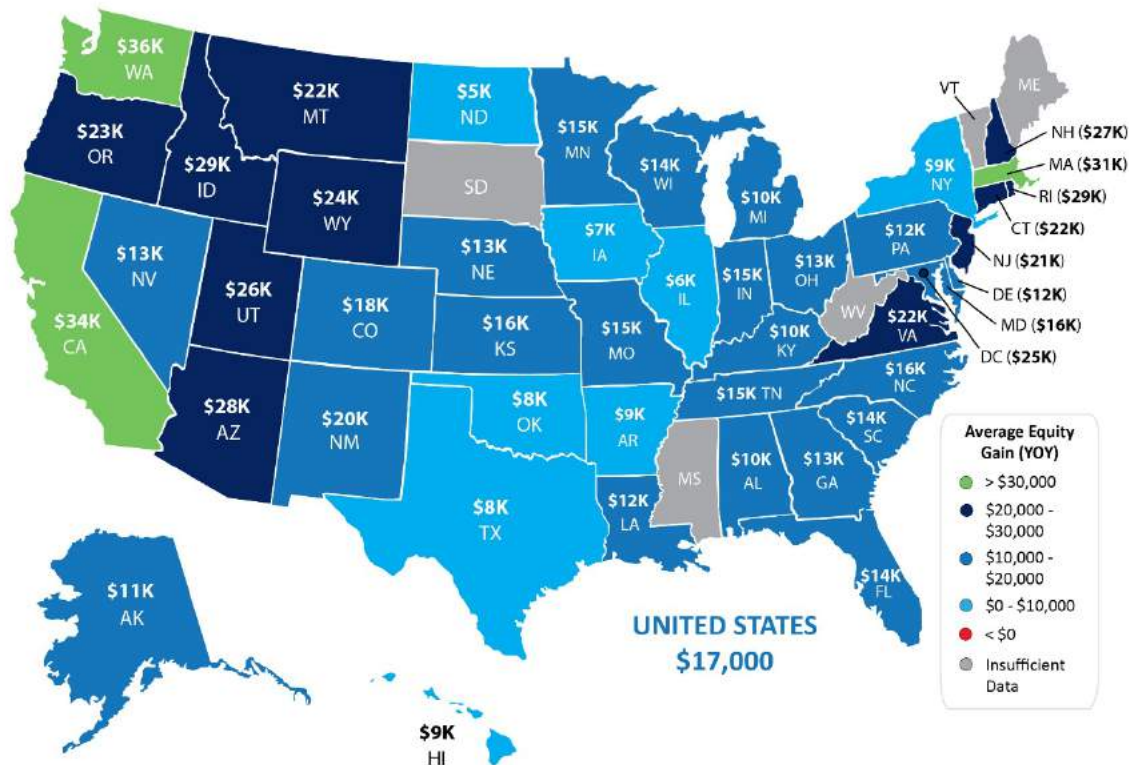 $36K
WA
$23K
OR
$29K
ID
$22K
MT
$24K
WY
$5K
ND
SD
$15K
MN
$14K
WI
$10K
MI
$9K
NY
VT
ME
NH ($27K)
MA ($31K)
RI ($29K)
CT ($22K)
NJ ($21K)
DE ($12K)
MD ($16K)
DC ($25K)
$34K
CA
$13K
NV
$26K
UT
$18K
CO
$13K
NE
$16K
KS
$7K
IA
$6K
IL
$15K
IN
$13K
OH
$12K
PA
WV
$22K
VA
$15K
MO
$10K
KY
$15K TN
$16K
NC
$14K
SC
$28K
AZ
$20K
NM
$8K
OK
$9K
AR
$8K
TX
$12K
LA
MS
$10K
AL
$13K
GA
$14K
FL
$11K
AK
$9K
HI
UNITED STATES
$17,000
Average Equity
Gain (YOY)
> $30,000
$20,000 -
$30,000
$10,000 -
$20,000
$0 - $10,000
< $0
Insufficient
Data